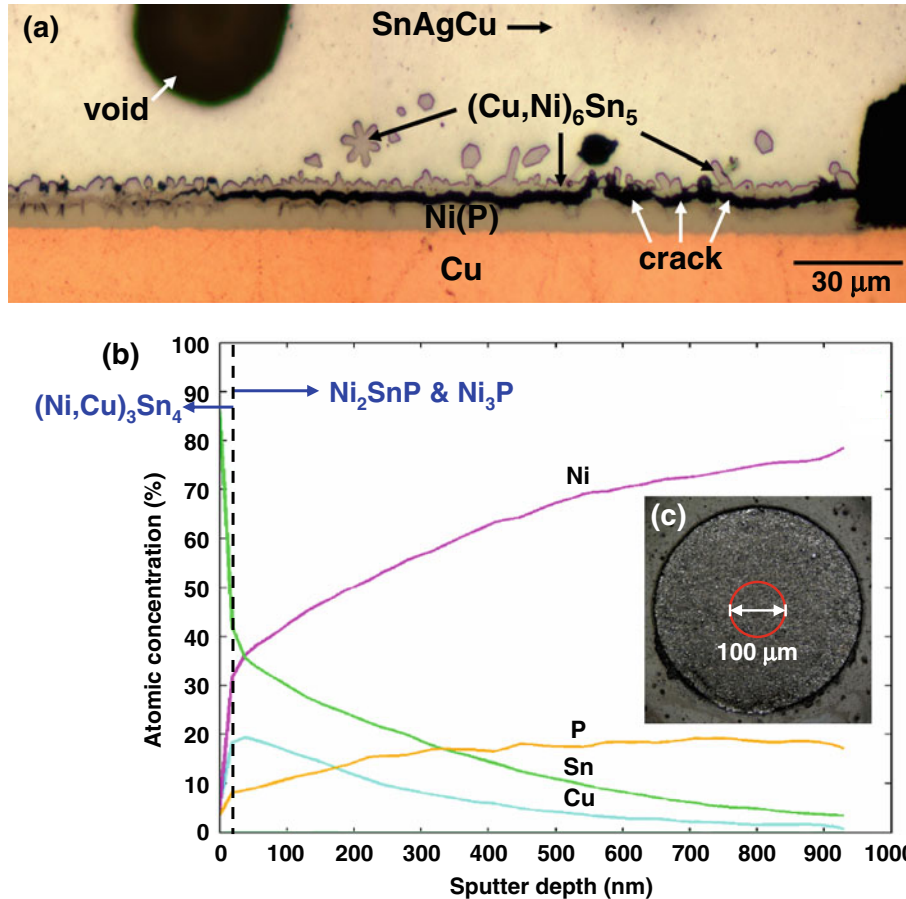 (a)
SnAgCu
void
(Cu,Ni)₆Sn₅
Ni(P)
crack
Cu
30 μm
(b)
100
90
80
70
60
50
40
30
20
10
0
Atomic concentration (%)
(Ni,Cu)₃Sn₄
Ni₂SnP & Ni₃P
Ni
(c)
100 μm
P
Sn
Cu
0 100 200 300 400 500 600 700 800 900 1000
Sputter depth (nm)